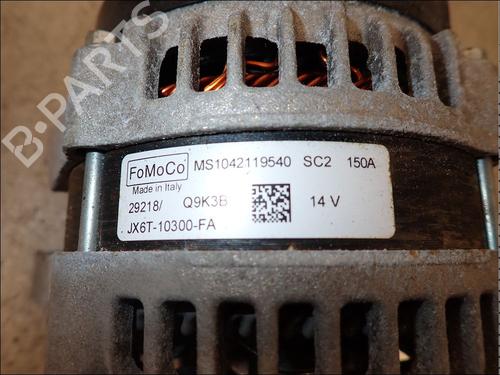 B-PARTS
FoMoCo MS1042119540 SC2 150A
Made in Italy
29218/ Q9K3B 14 V
JX6T-10300-FA